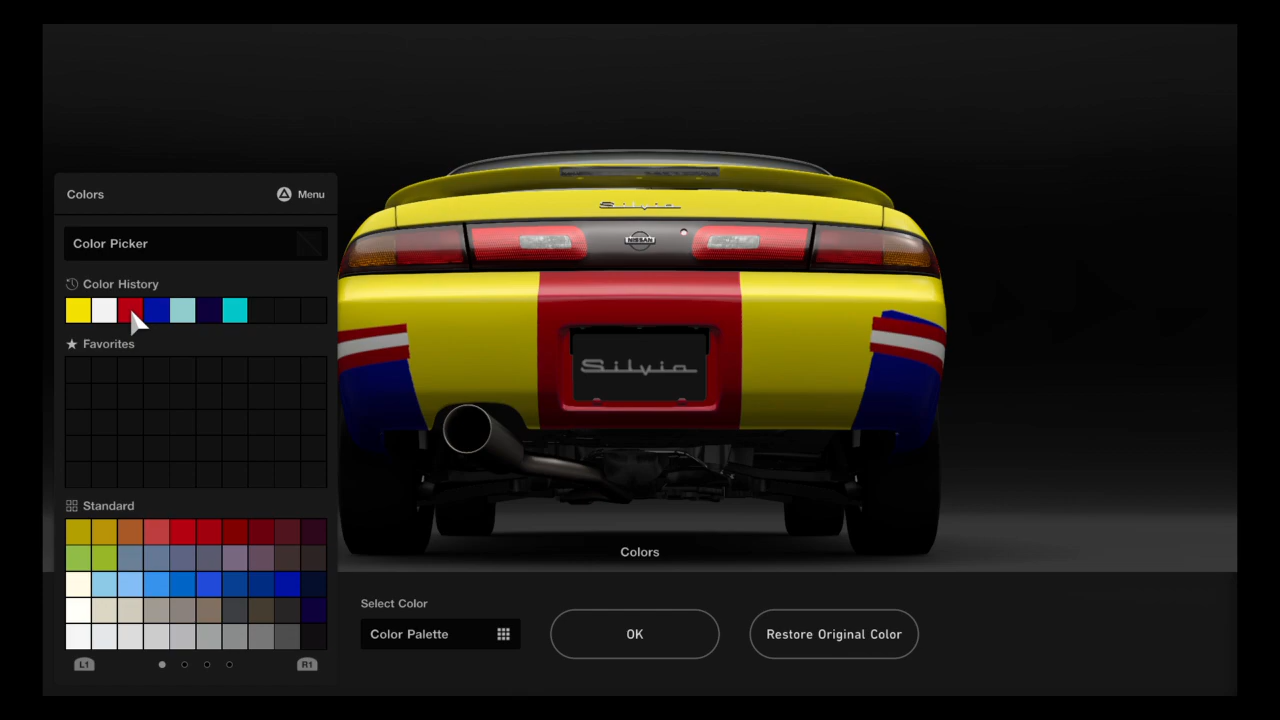 Colors
Menu
Color Picker
Color History
Favorites
Standard
L1
R1
Silvia
NISSAN
Silvia
Colors
Select Color
Color Palette
OK
Restore Original Color